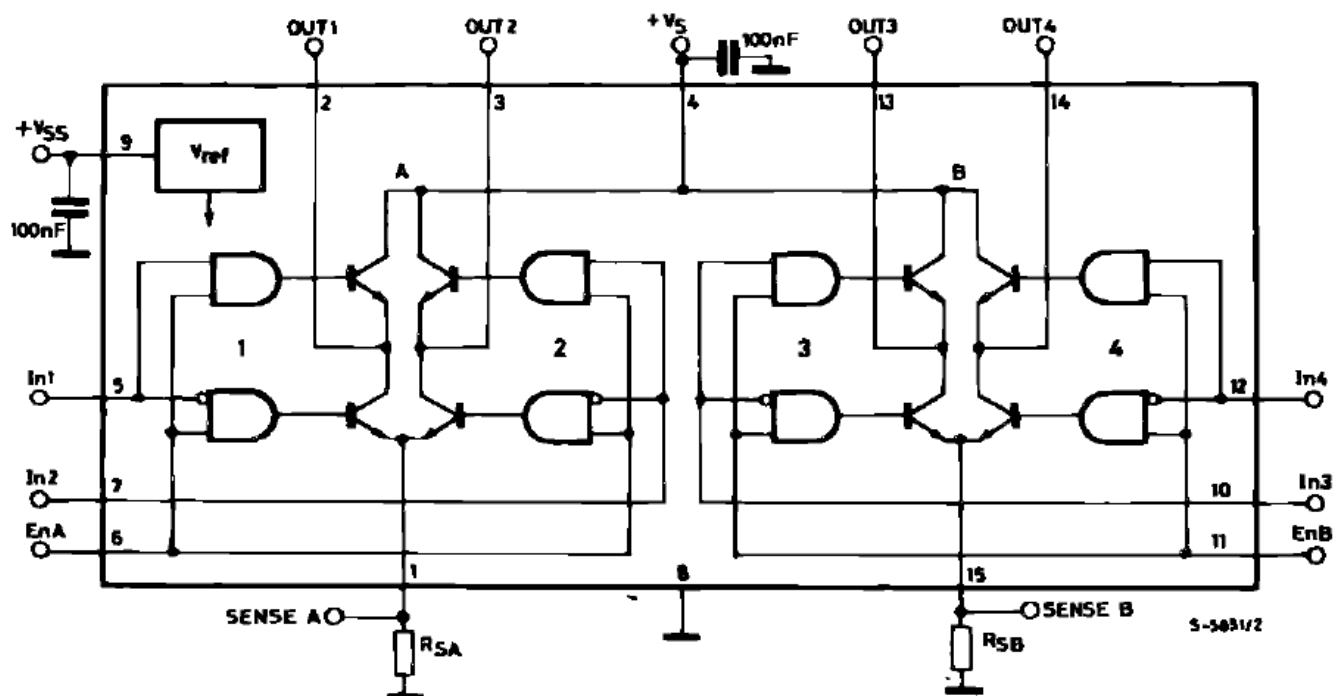 OUT1 OUT2 +VS 100nF OUT3 OUT4
2 3 4 13 14
+VSS 9 Vref A B
100nF
1 2 3 4
In1 5 12 In4
In2 7 10 In3
EnA 6 11 EnB
1 8 15
SENSE A SENSE B
RSA RSB
S-5831/2